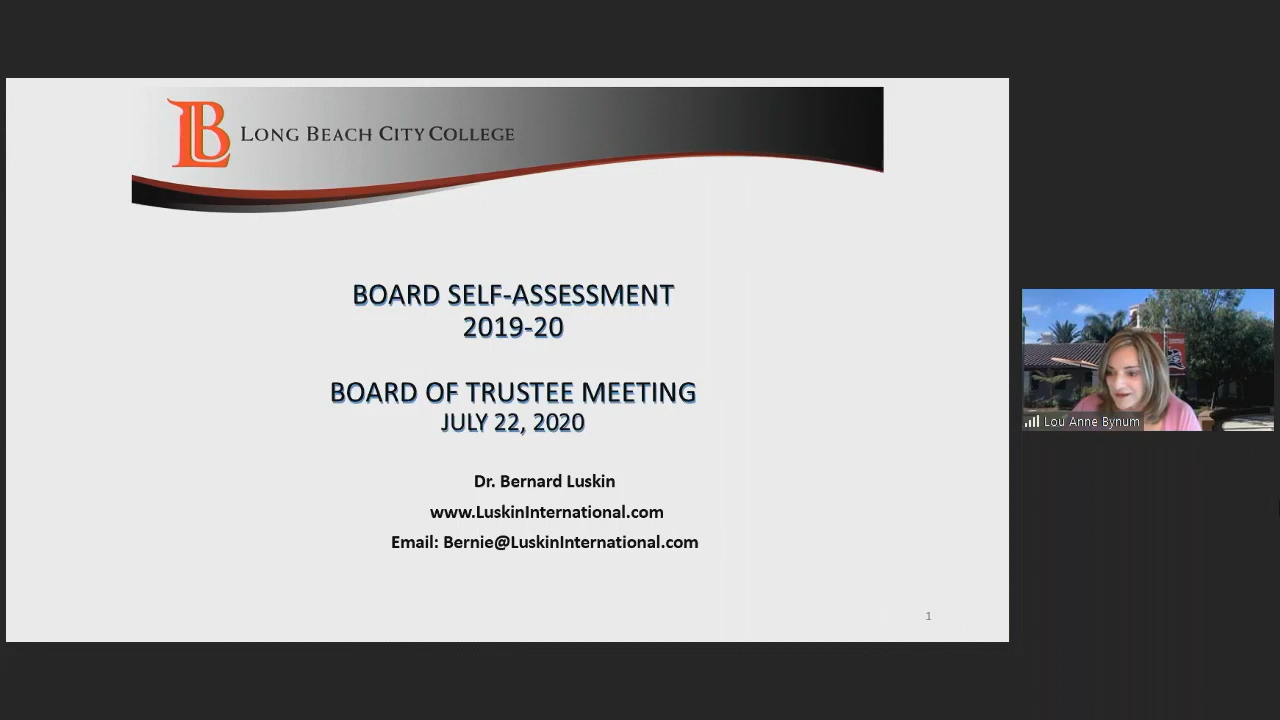 LB LONG BEACH CITY COLLEGE
BOARD SELF-ASSESSMENT
2019-20
BOARD OF TRUSTEE MEETING
JULY 22, 2020
Dr. Bernard Luskin
www.LuskinInternational.com
Email: Bernie@LuskinInternational.com
1
Lou Anne Bynum